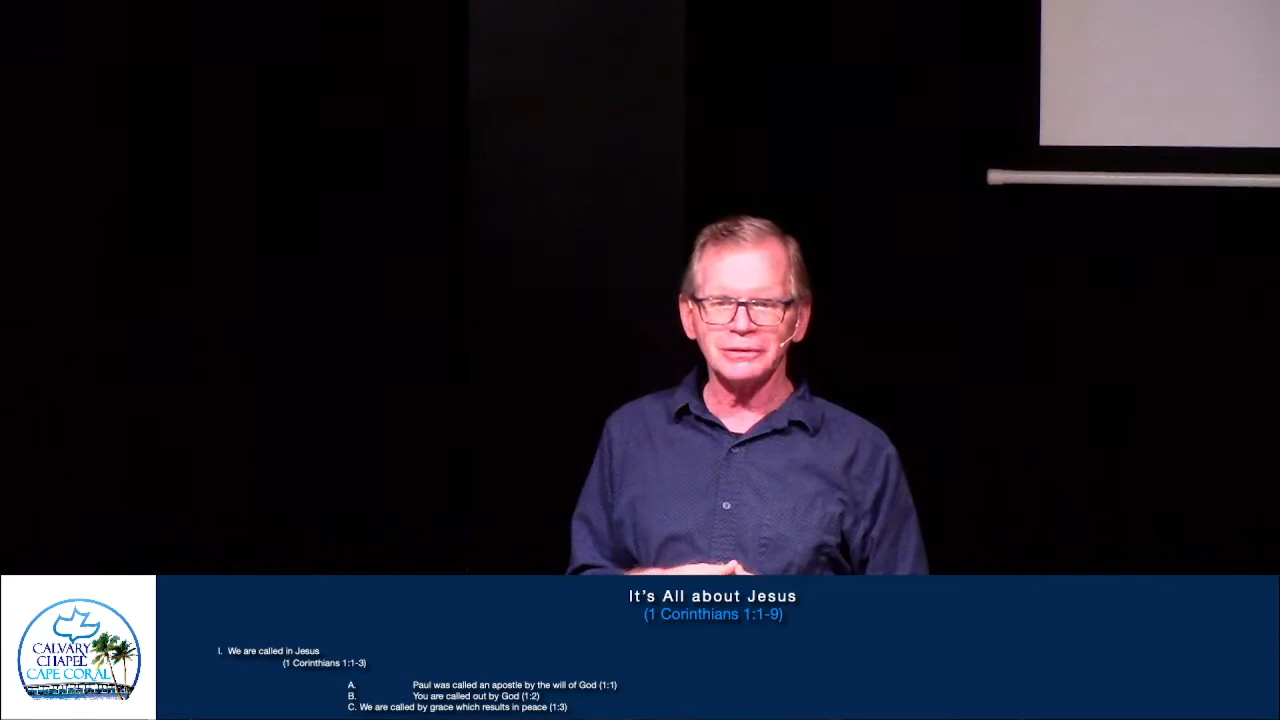 It's All about Jesus
(1 Corinthians 1:1-9)
I. We are called in Jesus
(1 Corinthians 1:1-3)
A. Paul was called an apostle by the will of God (1:1)
B. You are called out by God (1:2)
C. We are called by grace which results in peace (1:3)
CALVARY
CHAPEL
CAPE CORAL